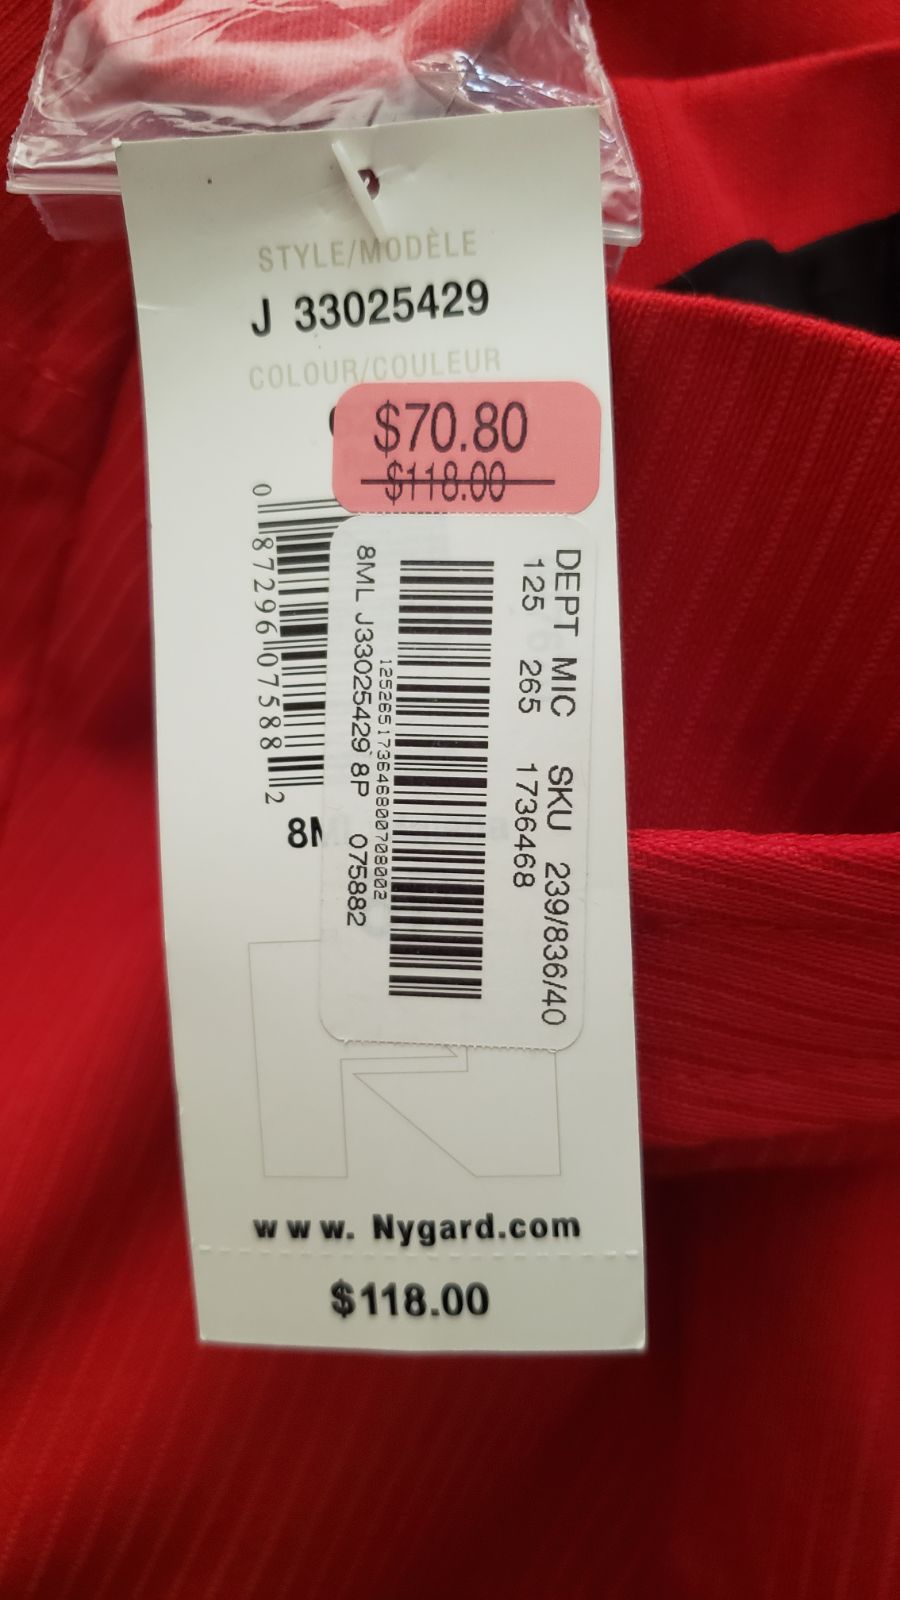 STYLE/MODÈLE
J 33025429
COLOUR/COULEUR
$70.80
$118.00
0 87296 07588 2
DEPT MIC SKU 239/836/40
125 265 1736468
125265173646800708002
8ML J33025429 8P 075882
www. Nygard.com
$118.00